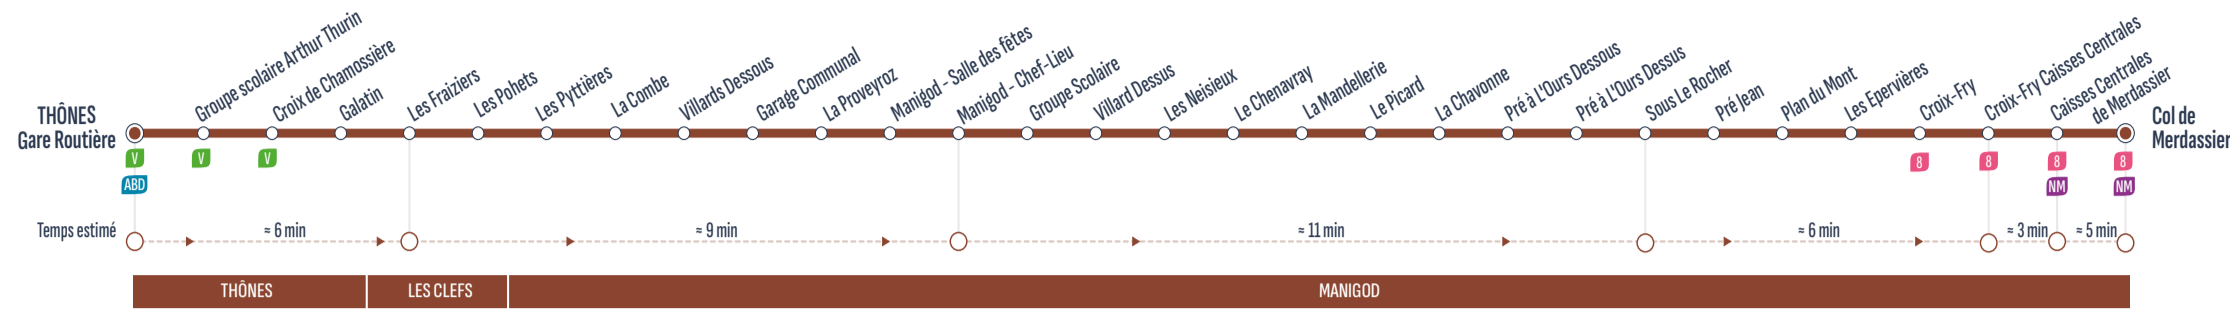 THÔNES
Gare Routière
Groupe scolaire Arthur Thurin
Croix de Chamossière
Galatin
Les Fraiziers
Les Pohets
Les Pyttières
La Combe
Villards Dessous
Garage Communal
La Proveyroz
Manigod - Salle des fêtes
Manigod - Chef-Lieu
Groupe Scolaire
Villard Dessus
Les Neisieux
Le Chenavray
La Mandellerie
Le Picard
La Chavonne
Pré à L'Ours Dessous
Pré à L'Ours Dessus
Sous Le Rocher
Pré Jean
Plan du Mont
Les Epervières
Croix-Fry
Croix-Fry Caisses Centrales
Caisses Centrales
de Merdassier
Col de
Merdassier
V V V 8 8 8 8
ABD NM NM
Temps estimé ≈ 6 min ≈ 9 min ≈ 11 min ≈ 6 min ≈ 3 min ≈ 5 min
THÔNES LES CLEFS MANIGOD